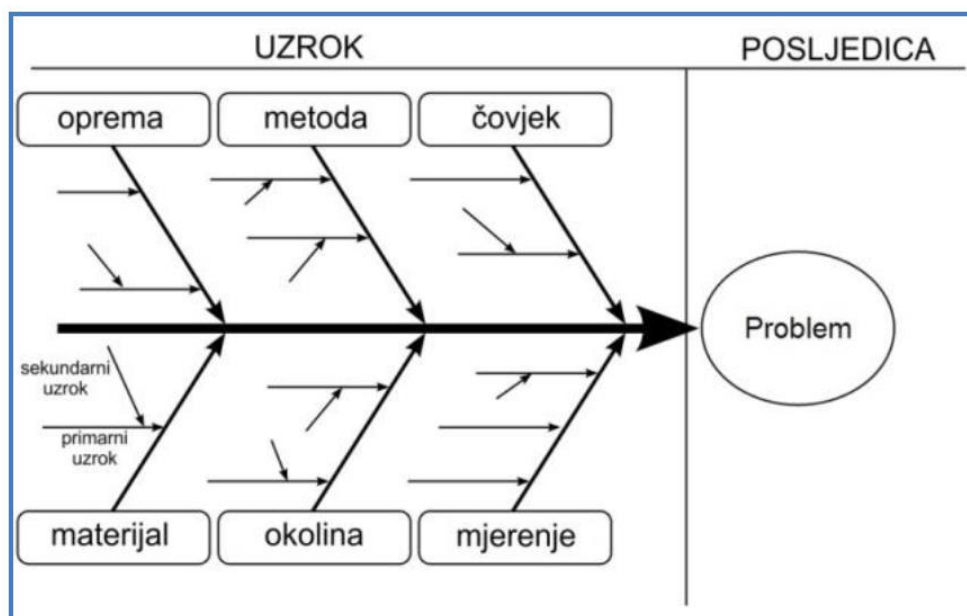 UZROK
POSLJEDICA
oprema
metoda
čovjek
Problem
sekundarni
uzrok
primarni
uzrok
materijal
okolina
mjerenje